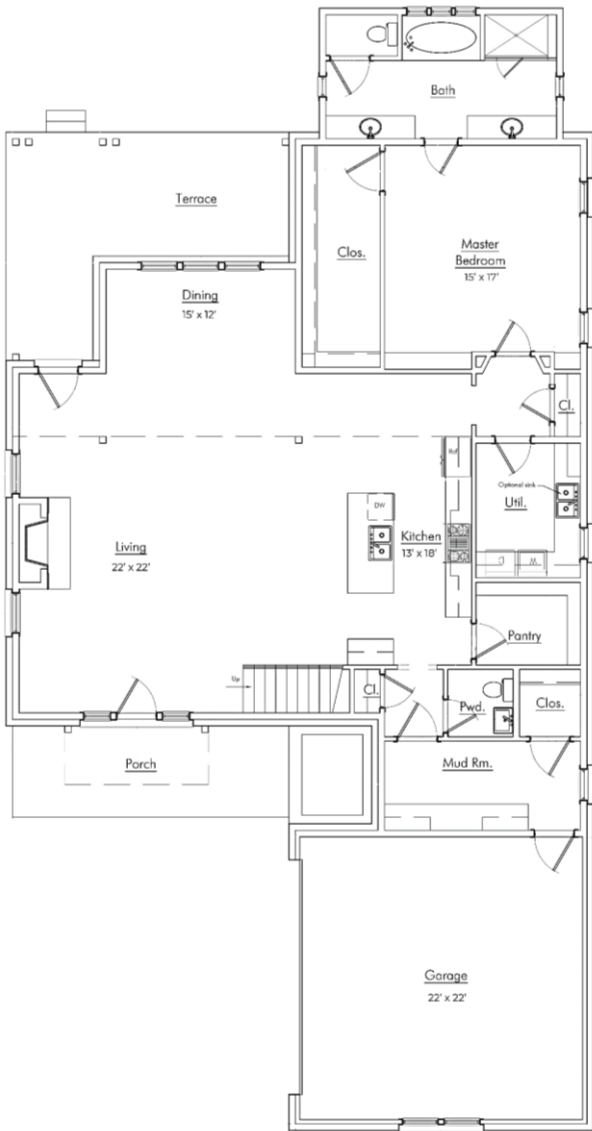 Bath
Terrace
Clos.
Master
Bedroom
15' x 17'
Dining
15' x 12'
Cl.
Ref
Optional sink
Util.
DW
Kitchen
13' x 18'
Living
22' x 22'
D
W
Pantry
Up
Cl.
Pwd.
Clos.
Porch
Mud Rm.
Garage
22' x 22'